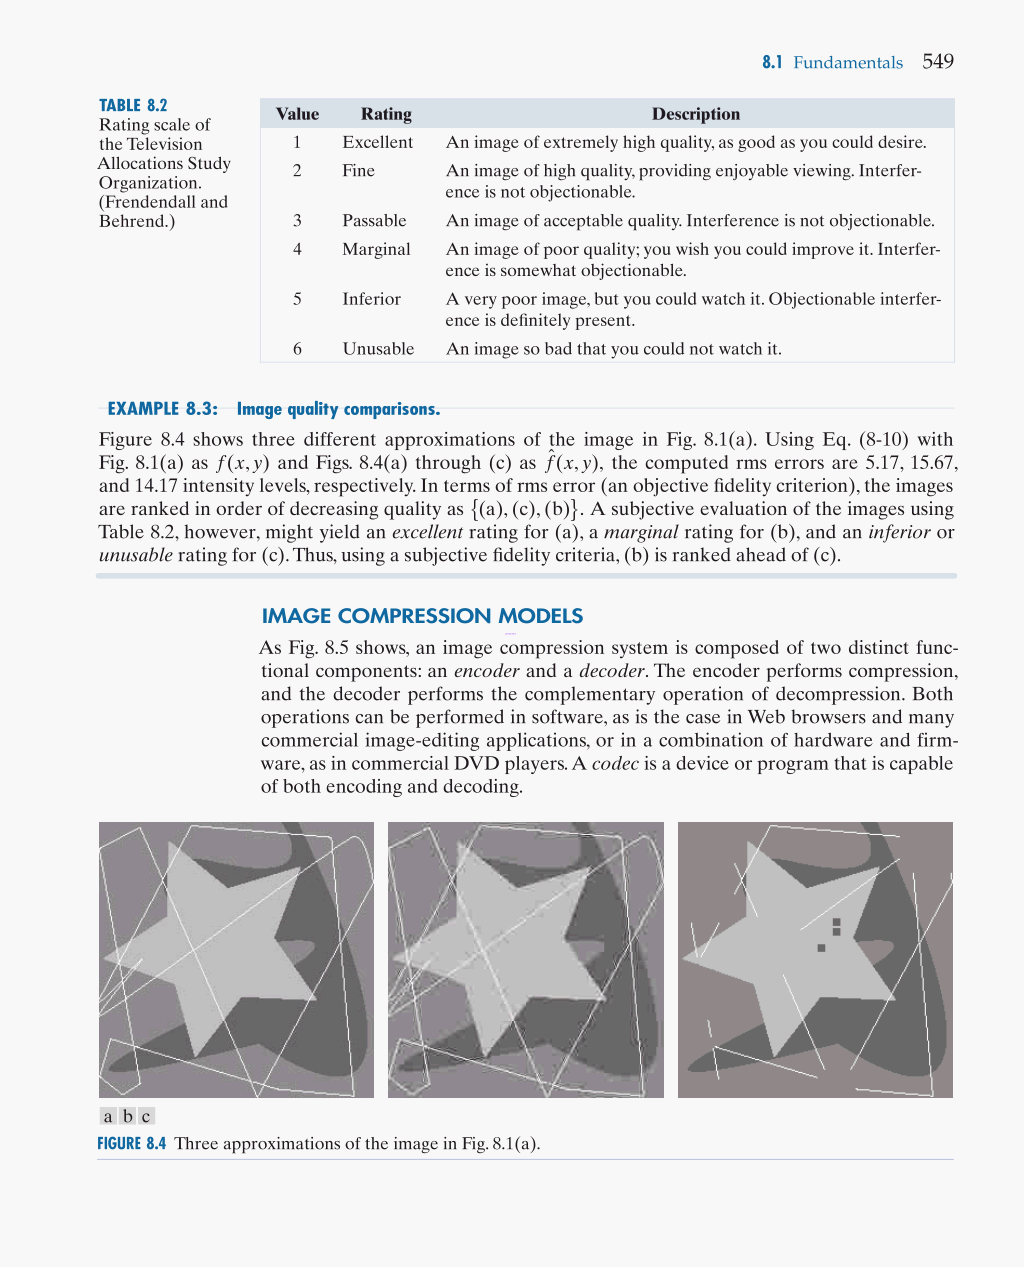 8.1 Fundamentals 549
TABLE 8.2
Rating scale of
the Television
Allocations Study
Organization.
(Frendendall and
Behrend.)
Value Rating Description
1 Excellent An image of extremely high quality, as good as you could desire.
2 Fine An image of high quality, providing enjoyable viewing. Interfer-
ence is not objectionable.
3 Passable An image of acceptable quality. Interference is not objectionable.
4 Marginal An image of poor quality; you wish you could improve it. Interfer-
ence is somewhat objectionable.
5 Inferior A very poor image, but you could watch it. Objectionable interfer-
ence is definitely present.
6 Unusable An image so bad that you could not watch it.
EXAMPLE 8.3: Image quality comparisons.
Figure 8.4 shows three different approximations of the image in Fig. 8.1(a). Using Eq. (8-10) with
Fig. 8.1(a) as f(x, y) and Figs. 8.4(a) through (c) as f̂(x, y), the computed rms errors are 5.17, 15.67,
and 14.17 intensity levels, respectively. In terms of rms error (an objective fidelity criterion), the images
are ranked in order of decreasing quality as {(a), (c), (b)}. A subjective evaluation of the images using
Table 8.2, however, might yield an excellent rating for (a), a marginal rating for (b), and an inferior or
unusable rating for (c). Thus, using a subjective fidelity criteria, (b) is ranked ahead of (c).
IMAGE COMPRESSION MODELS
As Fig. 8.5 shows, an image compression system is composed of two distinct func-
tional components: an encoder and a decoder. The encoder performs compression,
and the decoder performs the complementary operation of decompression. Both
operations can be performed in software, as is the case in Web browsers and many
commercial image-editing applications, or in a combination of hardware and firm-
ware, as in commercial DVD players. A codec is a device or program that is capable
of both encoding and decoding.
a b c
FIGURE 8.4 Three approximations of the image in Fig. 8.1(a).